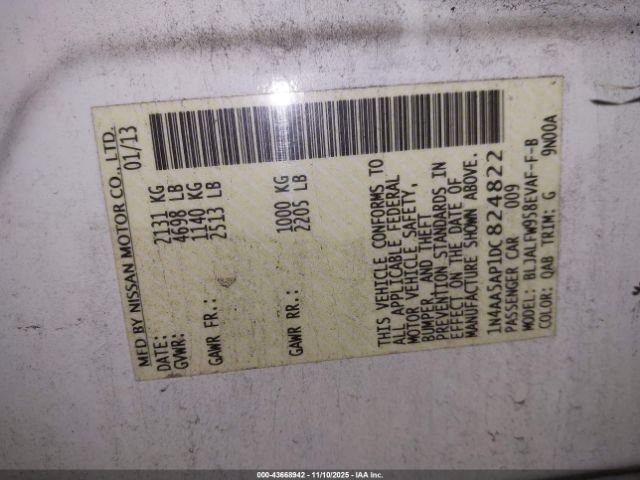 MFD BY NISSAN MOTOR CO., LTD.
DATE: 01/13
GVWR: 2131 KG
4698 LB
GAWR FR.: 1140 KG
2513 LB
GAWR RR.: 1000 KG
2205 LB
THIS VEHICLE CONFORMS TO
ALL APPLICABLE FEDERAL
MOTOR VEHICLE SAFETY,
BUMPER, AND THEFT
PREVENTION STANDARDS IN
EFFECT ON THE DATE OF
MANUFACTURE SHOWN ABOVE.
1N4AA5AP1DC824822
PASSENGER CAR 009
MODEL: BLJALFW958EVAF-F-B
COLOR: QAB TRIM: G 9N00A
000-43668942 - 11/10/2025 - IAA Inc.